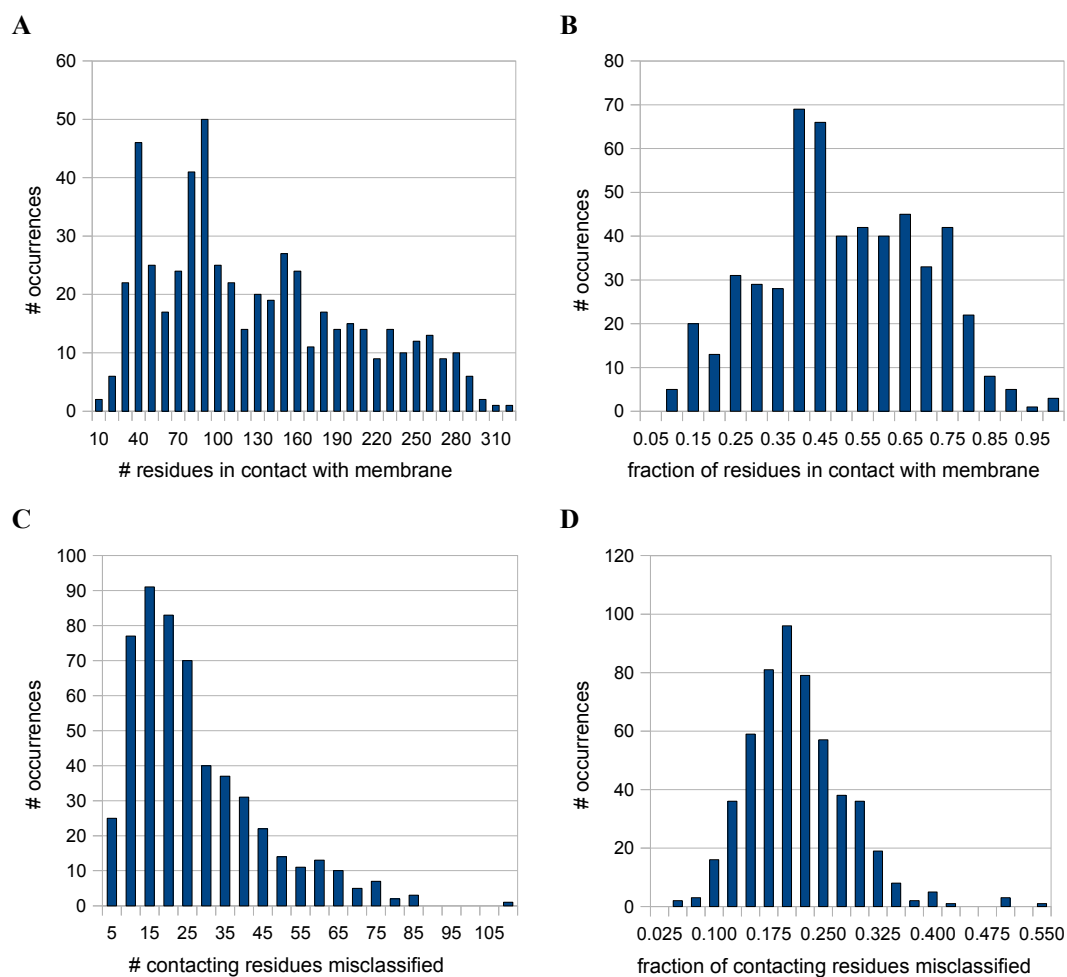 A
B
60
50
40
30
20
10
0
# occurrences
10 40 70 100 130 160 190 220 250 280 310
# residues in contact with membrane
80
70
60
50
40
30
20
10
0
# occurences
0.05 0.15 0.25 0.35 0.45 0.55 0.65 0.75 0.85 0.95
fraction of residues in contact with membrane
C
D
100
90
80
70
60
50
40
30
20
10
0
# occurrences
5 15 25 35 45 55 65 75 85 95 105
# contacting residues misclassified
120
100
80
60
40
20
0
# occurrences
0.025 0.100 0.175 0.250 0.325 0.400 0.475 0.550
fraction of contacting residues misclassified